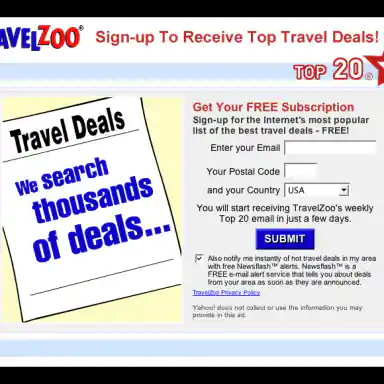 AVELZOO® Sign-up To Receive Top Travel Deals!
TOP 20
Travel Deals
We search
thousands
of deals...
Get Your FREE Subscription
Sign-up for the Internet's most popular
list of the best travel deals - FREE!
Enter your Email
Your Postal Code
and your Country USA
You will start receiving TravelZoo's weekly
Top 20 email in just a few days.
SUBMIT
Also notify me instantly of hot travel deals in my area
with free Newsflash™ alerts. Newsflash™ is a
FREE e-mail alert service that tells you about deals
from your area as soon as they are announced.
TravelZoo Privacy Policy
Yahoo! does not collect or use the information you may
provide in this ad.